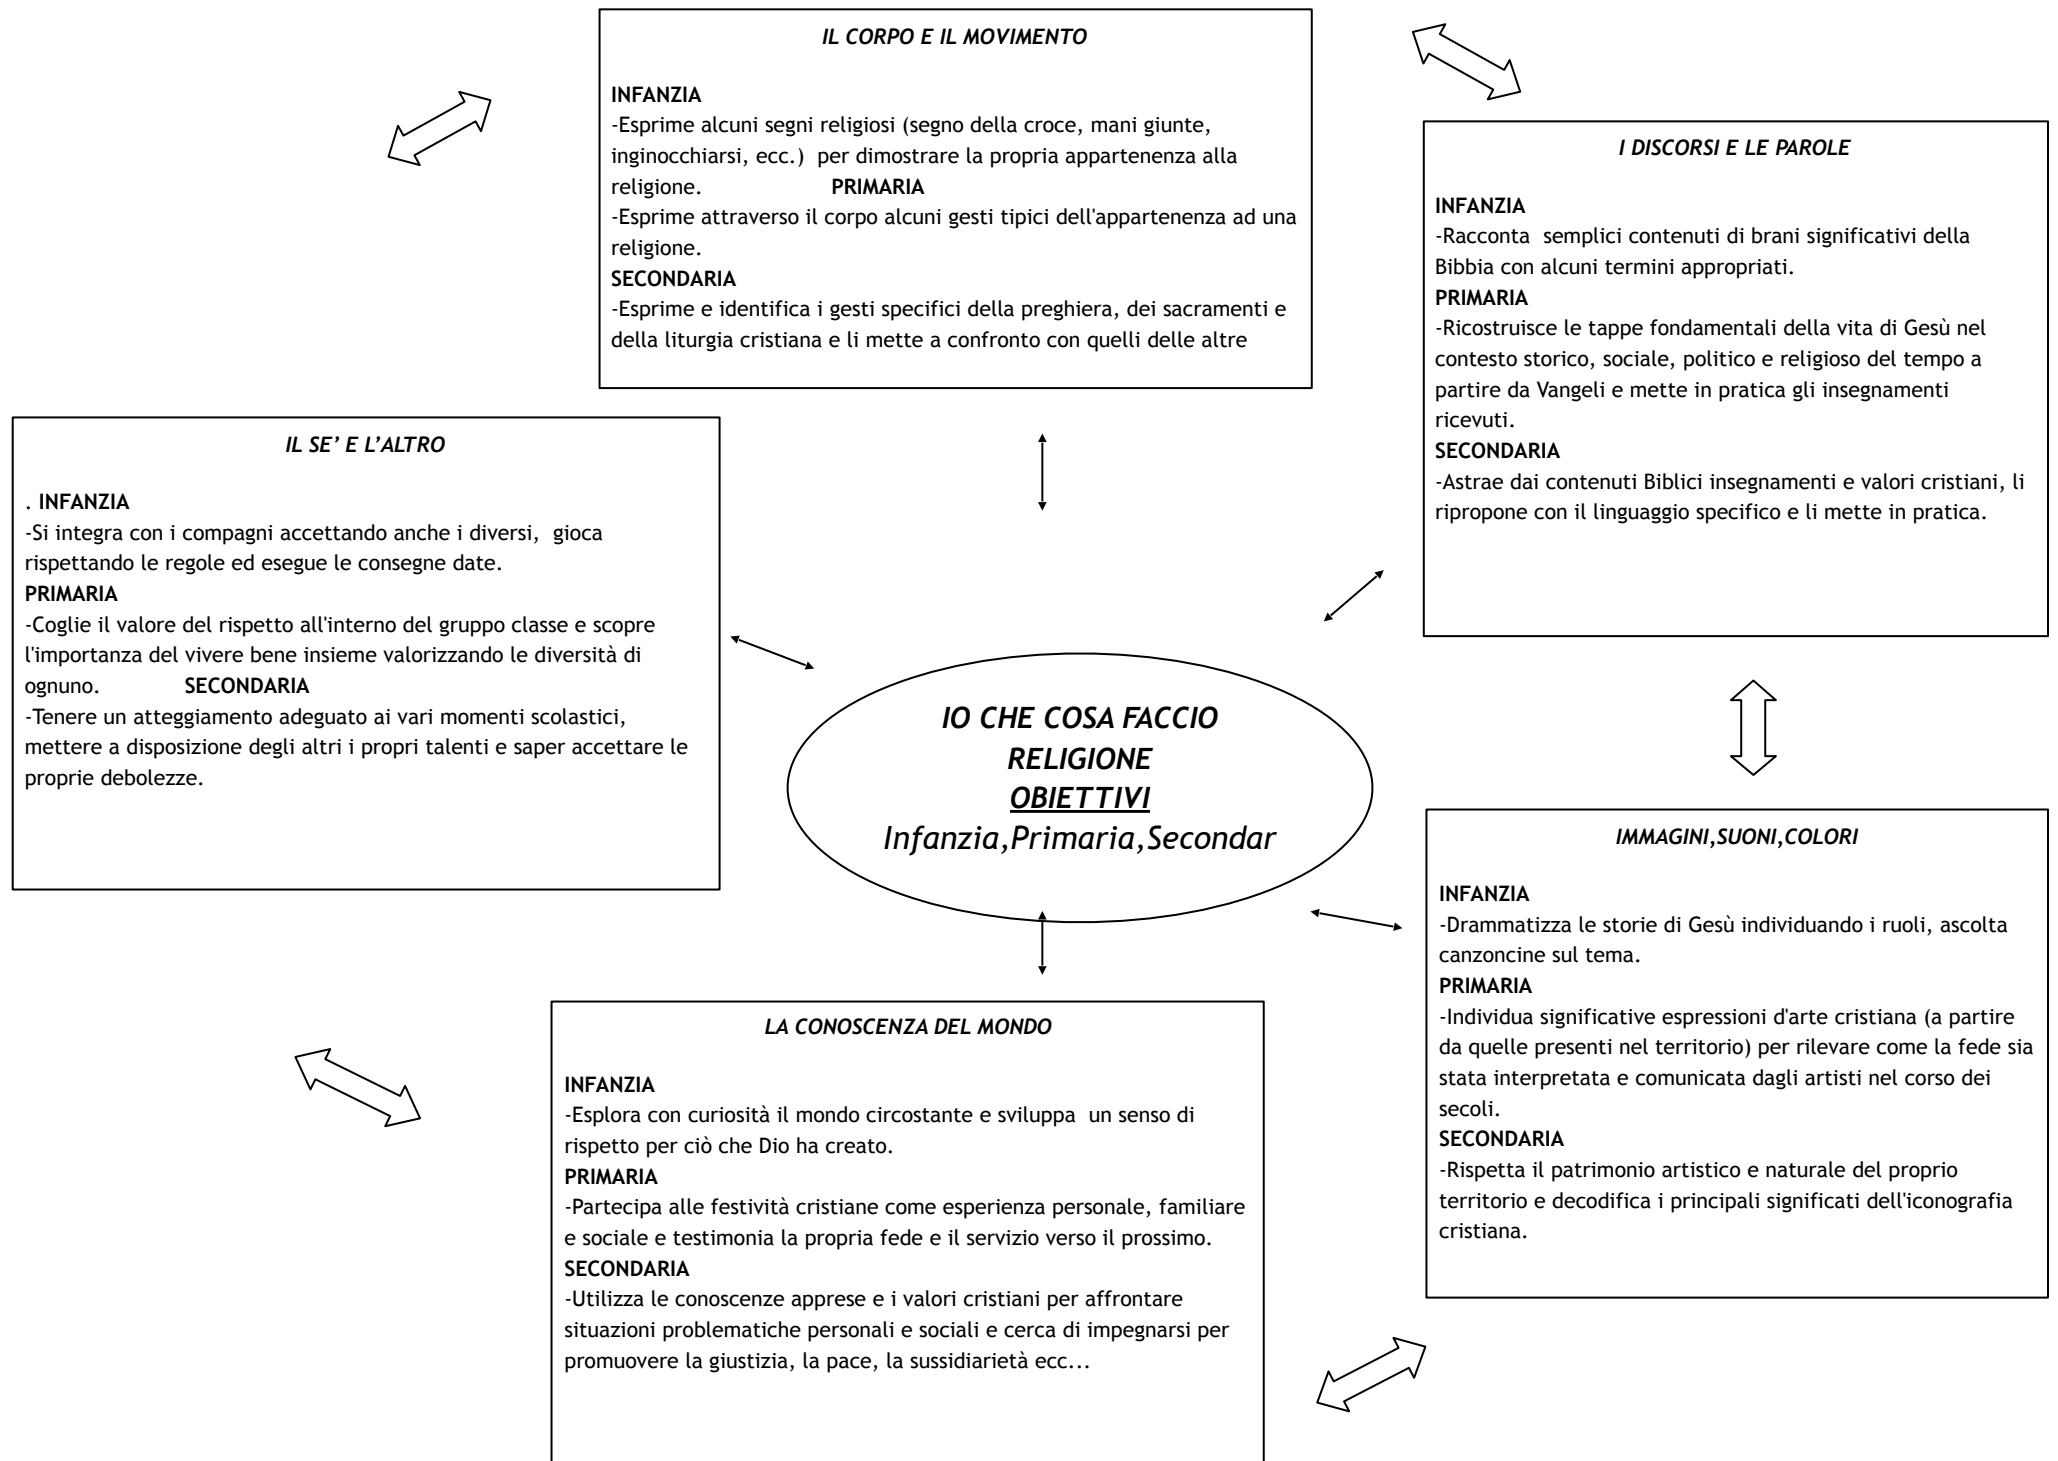 IL CORPO E IL MOVIMENTO
INFANZIA
-Esprime alcuni segni religiosi (segno della croce, mani giunte,
inginocchiarsi, ecc.)  per dimostrare la propria appartenenza alla
religione.                    PRIMARIA
-Esprime attraverso il corpo alcuni gesti tipici dell'appartenenza ad una
religione.
SECONDARIA
-Esprime e identifica i gesti specifici della preghiera, dei sacramenti e
della liturgia cristiana e li mette a confronto con quelli delle altre
I DISCORSI E LE PAROLE
INFANZIA
-Racconta  semplici contenuti di brani significativi della
Bibbia con alcuni termini appropriati.
PRIMARIA
-Ricostruisce le tappe fondamentali della vita di Gesù nel
contesto storico, sociale, politico e religioso del tempo a
partire da Vangeli e mette in pratica gli insegnamenti
ricevuti.
SECONDARIA
-Astrae dai contenuti Biblici insegnamenti e valori cristiani, li
ripropone con il linguaggio specifico e li mette in pratica.
IL SE’ E L’ALTRO
. INFANZIA
-Si integra con i compagni accettando anche i diversi,  gioca
rispettando le regole ed esegue le consegne date.
PRIMARIA
-Coglie il valore del rispetto all'interno del gruppo classe e scopre
l'importanza del vivere bene insieme valorizzando le diversità di
ognuno.             SECONDARIA
-Tenere un atteggiamento adeguato ai vari momenti scolastici,
mettere a disposizione degli altri i propri talenti e saper accettare le
proprie debolezze.
IO CHE COSA FACCIO
RELIGIONE
OBIETTIVI
Infanzia,Primaria,Secondar
IMMAGINI,SUONI,COLORI
INFANZIA
-Drammatizza le storie di Gesù individuando i ruoli, ascolta
canzoncine sul tema.
PRIMARIA
-Individua significative espressioni d'arte cristiana (a partire
da quelle presenti nel territorio) per rilevare come la fede sia
stata interpretata e comunicata dagli artisti nel corso dei
secoli.
SECONDARIA
-Rispetta il patrimonio artistico e naturale del proprio
territorio e decodifica i principali significati dell'iconografia
cristiana.
LA CONOSCENZA DEL MONDO
INFANZIA
-Esplora con curiosità il mondo circostante e sviluppa  un senso di
rispetto per ciò che Dio ha creato.
PRIMARIA
-Partecipa alle festività cristiane come esperienza personale, familiare
e sociale e testimonia la propria fede e il servizio verso il prossimo.
SECONDARIA
-Utilizza le conoscenze apprese e i valori cristiani per affrontare
situazioni problematiche personali e sociali e cerca di impegnarsi per
promuovere la giustizia, la pace, la sussidiarietà ecc...